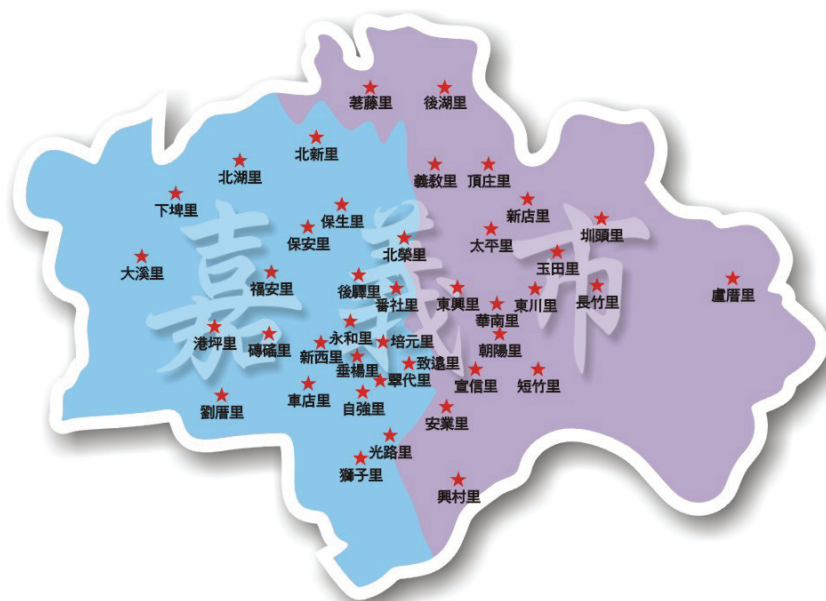 嘉義市
荖藤里
後湖里
北新里
北湖里
義教里
頂庄里
下埤里
新店里
保生里
圳頭里
保安里
太平里
北榮里
玉田里
大溪里
盧厝里
福安里
後驛里
番社里
東興里
東川里
長竹里
華南里
港坪里
磚磘里
永和里
新西里
培元里
朝陽里
垂楊里
致遠里
翠代里
宣信里
短竹里
車店里
自強里
劉厝里
安業里
光路里
獅子里
興村里